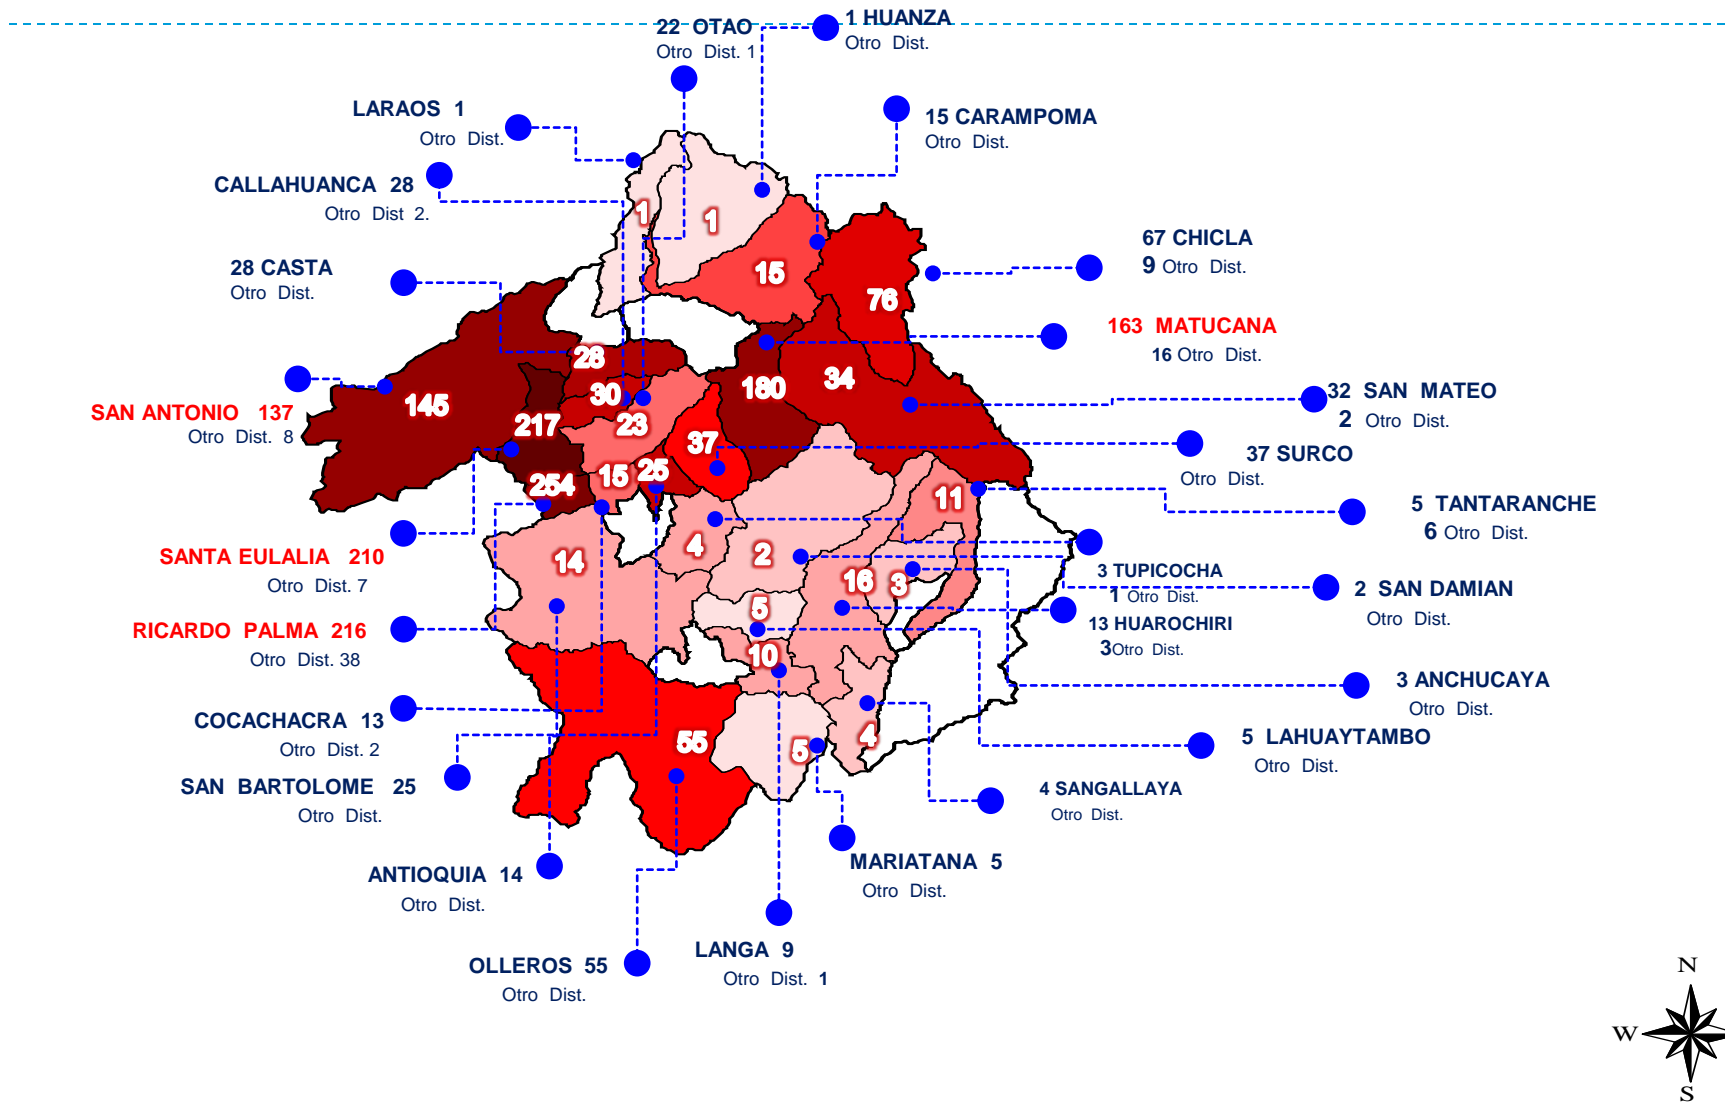 22 OTAO
Otro Dist. 1
1 HUANZA
Otro Dist.
LARAOS 1
Otro Dist.
15 CARAMPOMA
Otro Dist.
CALLAHUANCA 28
Otro Dist 2.
28 CASTA
Otro Dist.
67 CHICLA
9 Otro Dist.
163 MATUCANA
16 Otro Dist.
SAN ANTONIO 137
Otro Dist. 8
32 SAN MATEO
2 Otro Dist.
37 SURCO
Otro Dist.
5 TANTARANCHE
6 Otro Dist.
SANTA EULALIA 210
Otro Dist. 7
3 TUPICOCHA
1 Otro Dist.
2 SAN DAMIAN
Otro Dist.
RICARDO PALMA 216
Otro Dist. 38
13 HUAROCHIRI
3Otro Dist.
3 ANCHUCAYA
Otro Dist.
COCACHACRA 13
Otro Dist. 2
5 LAHUAYTAMBO
Otro Dist.
SAN BARTOLOME 25
Otro Dist.
4 SANGALLAYA
Otro Dist.
ANTIOQUIA 14
Otro Dist.
MARIATANA 5
Otro Dist.
OLLEROS 55
Otro Dist.
LANGA 9
Otro Dist. 1
1
1
15
76
28
30
145
217
23
37
180
34
254
15
25
11
14
4
2
16
3
5
10
55
5
4
N
W
S